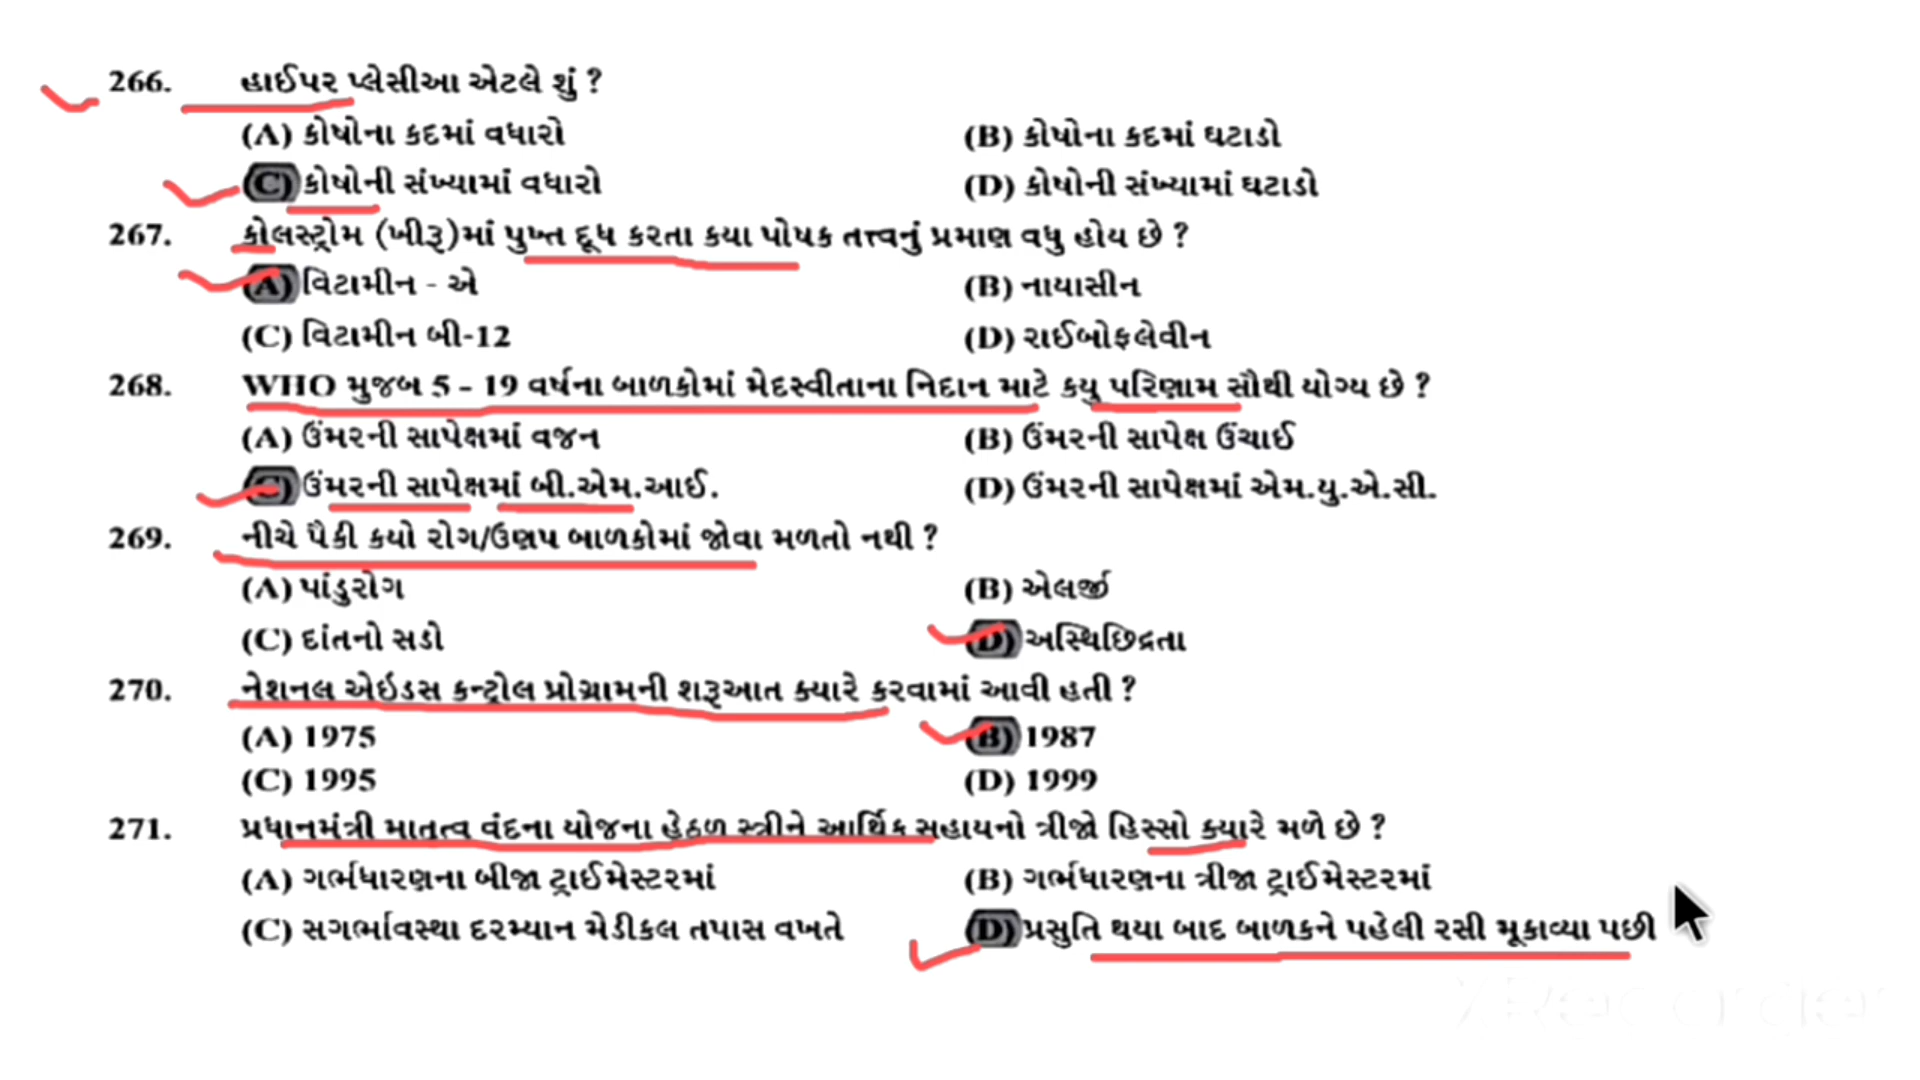 266. હાઈપર પ્લેસીઆ એટલે શું ?
(A) કોષોના કદમાં વધારો (B) કોષોના કદમાં ઘટાડો
(C) કોષોની સંખ્યામાં વધારો (D) કોષોની સંખ્યામાં ઘટાડો
267. કોલસ્ટ્રોમ (ખીરૂ)માં પુખ્ત દૂધ કરતા કયા પોષક તત્ત્વનું પ્રમાણ વધુ હોય છે ?
(A) વિટામીન - એ (B) નાયાસીન
(C) વિટામીન બી-12 (D) રાઈબોફલેવીન
268. WHO મુજબ 5 – 19 વર્ષના બાળકોમાં મેદસ્વીતાના નિદાન માટે કયુ પરિણામ સૌથી યોગ્ય છે ?
(A) ઉંમરની સાપેક્ષમાં વજન (B) ઉંમરની સાપેક્ષ ઉંચાઈ
(C) ઉંમરની સાપેક્ષમાં બી.એમ.આઈ. (D) ઉંમરની સાપેક્ષમાં એમ.યુ.એ.સી.
269. નીચે પૈકી કયો રોગ/ઉણપ બાળકોમાં જોવા મળતો નથી ?
(A) પાંડુરોગ (B) એલર્જી
(C) દાંતનો સડો (D) અસ્થિછિદ્રતા
270. નેશનલ એઇડસ કન્ટ્રોલ પ્રોગ્રામની શરૂઆત ક્યારે કરવામાં આવી હતી ?
(A) 1975 (B) 1987
(C) 1995 (D) 1999
271. પ્રધાનમંત્રી માતૃત્વ વંદના યોજના હેઠળ સ્ત્રીને આર્થિક સહાયનો ત્રીજો હિસ્સો ક્યારે મળે છે ?
(A) ગર્ભધારણના બીજા ટ્રાઈમેસ્ટરમાં (B) ગર્ભધારણના ત્રીજા ટ્રાઈમેસ્ટરમાં
(C) સગર્ભાવસ્થા દરમ્યાન મેડીકલ તપાસ વખતે (D) પ્રસુતિ થયા બાદ બાળકને પહેલી રસી મૂકાવ્યા પછી